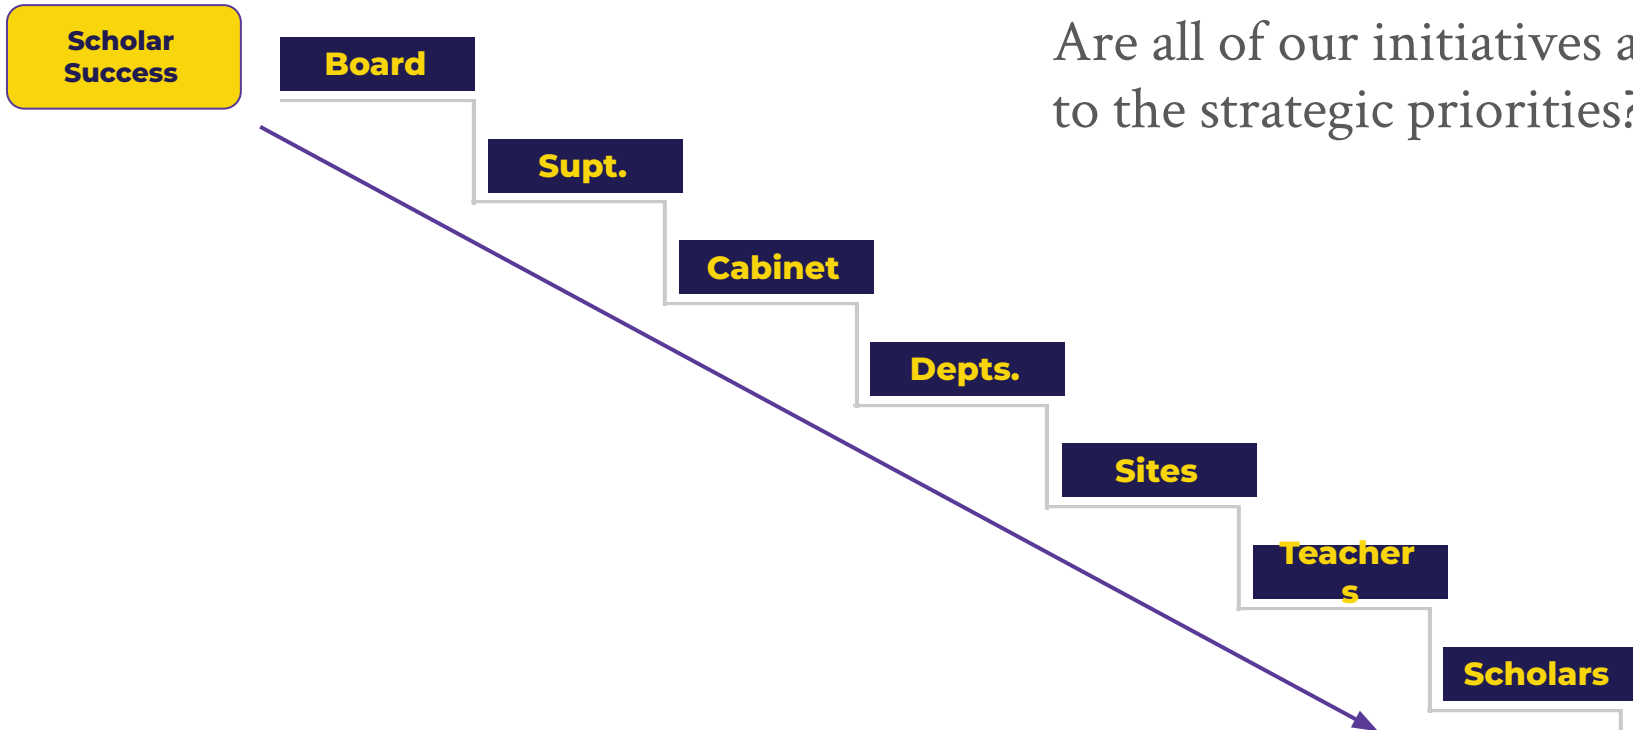 Scholar
Success
Board
Are all of our initiatives a
to the strategic priorities?
Supt.
Cabinet
Depts.
Sites
Teacher
s
Scholars